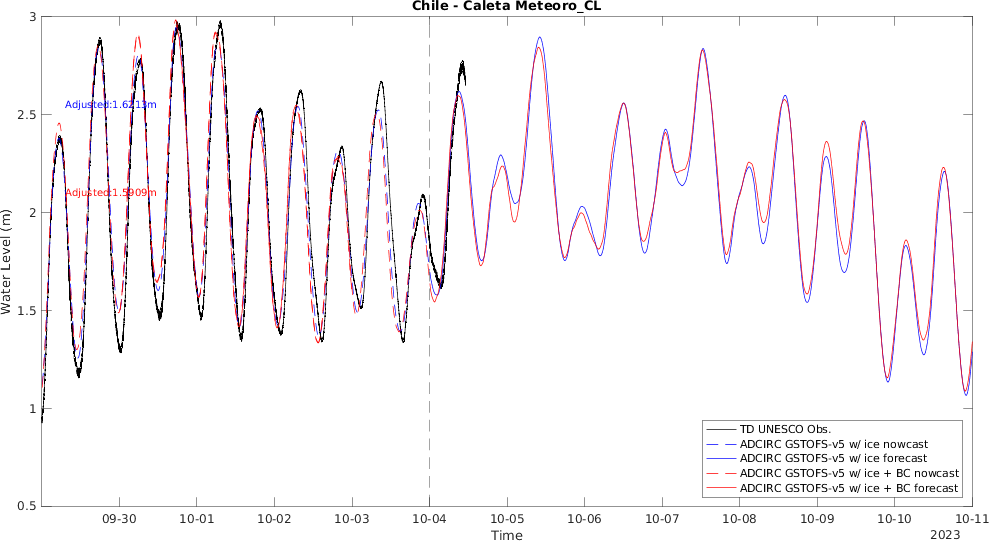 Chile - Caleta Meteoro_CL
Water Level (m)
3
2.5
2
1.5
1
0.5
Adjusted:1.6213m
Adjusted:1.5909m
TD UNESCO Obs.
ADCIRC GSTOFS-v5 w/ ice nowcast
ADCIRC GSTOFS-v5 w/ ice forecast
ADCIRC GSTOFS-v5 w/ ice + BC nowcast
ADCIRC GSTOFS-v5 w/ ice + BC forecast
09-30 10-01 10-02 10-03 10-04 10-05 10-06 10-07 10-08 10-09 10-10 10-11
Time
2023